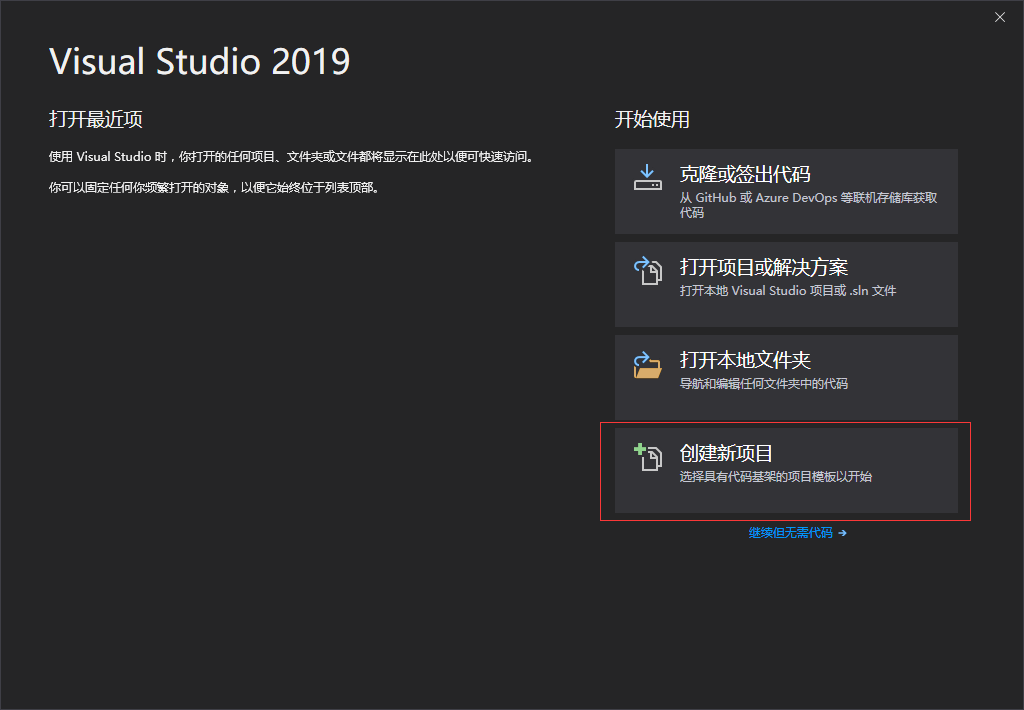 Visual Studio 2019
打开最近项
使用 Visual Studio 时，你打开的任何项目、文件夹或文件都将显示在此处以便可快速访问。
你可以固定任何你频繁打开的对象，以便它始终位于列表顶部。
开始使用
克隆或签出代码
从 GitHub 或 Azure DevOps 等联机存储库获取
代码
打开项目或解决方案
打开本地 Visual Studio 项目或 .sln 文件
打开本地文件夹
导航和编辑任何文件夹中的代码
创建新项目
选择具有代码基架的项目模板以开始
继续但无需代码 →